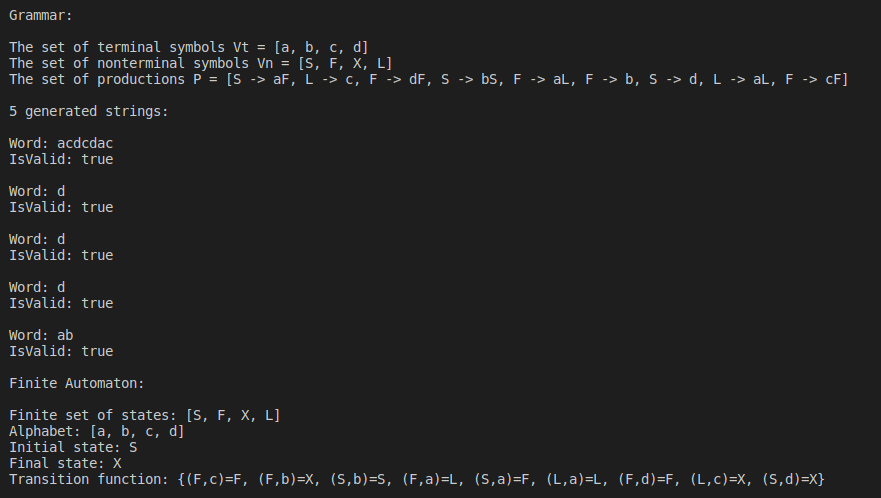 Grammar:
The set of terminal symbols Vt = [a, b, c, d]
The set of nonterminal symbols Vn = [S, F, X, L]
The set of productions P = [S -> aF, L -> c, F -> dF, S -> bS, F -> aL, F -> b, S -> d, L -> aL, F -> cF]
5 generated strings:
Word: acdcdac
IsValid: true
Word: d
IsValid: true
Word: d
IsValid: true
Word: d
IsValid: true
Word: ab
IsValid: true
Finite Automaton:
Finite set of states: [S, F, X, L]
Alphabet: [a, b, c, d]
Initial state: S
Final state: X
Transition function: {(F,c)=F, (F,b)=X, (S,b)=S, (F,a)=L, (S,a)=F, (L,a)=L, (F,d)=F, (L,c)=X, (S,d)=X}